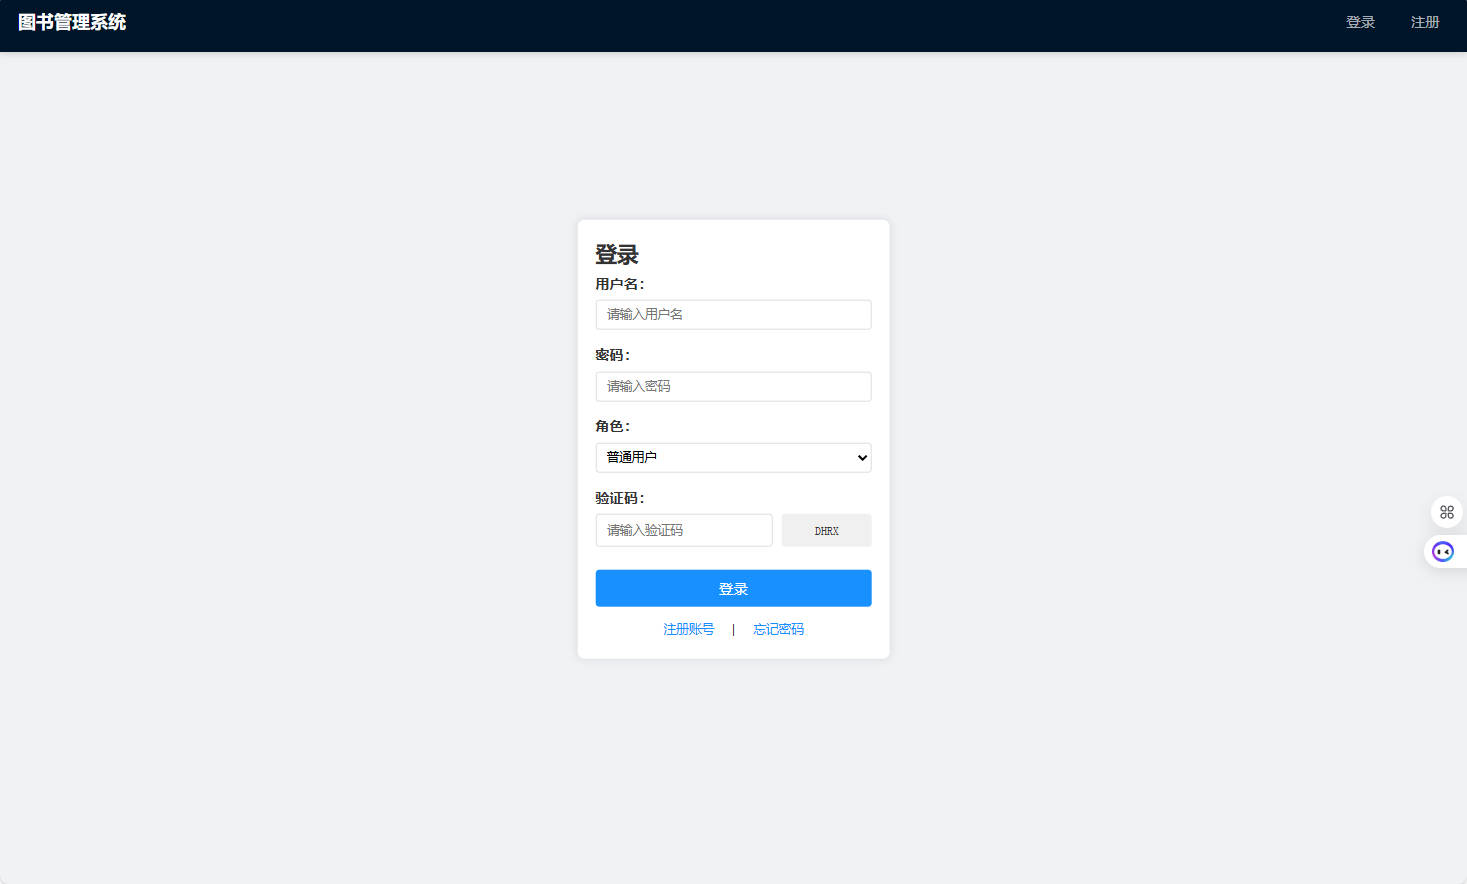 图书管理系统
登录 注册
登录
用户名：
请输入用户名
密码：
请输入密码
角色：
普通用户
验证码：
请输入验证码 DHRX
登录
注册账号 | 忘记密码